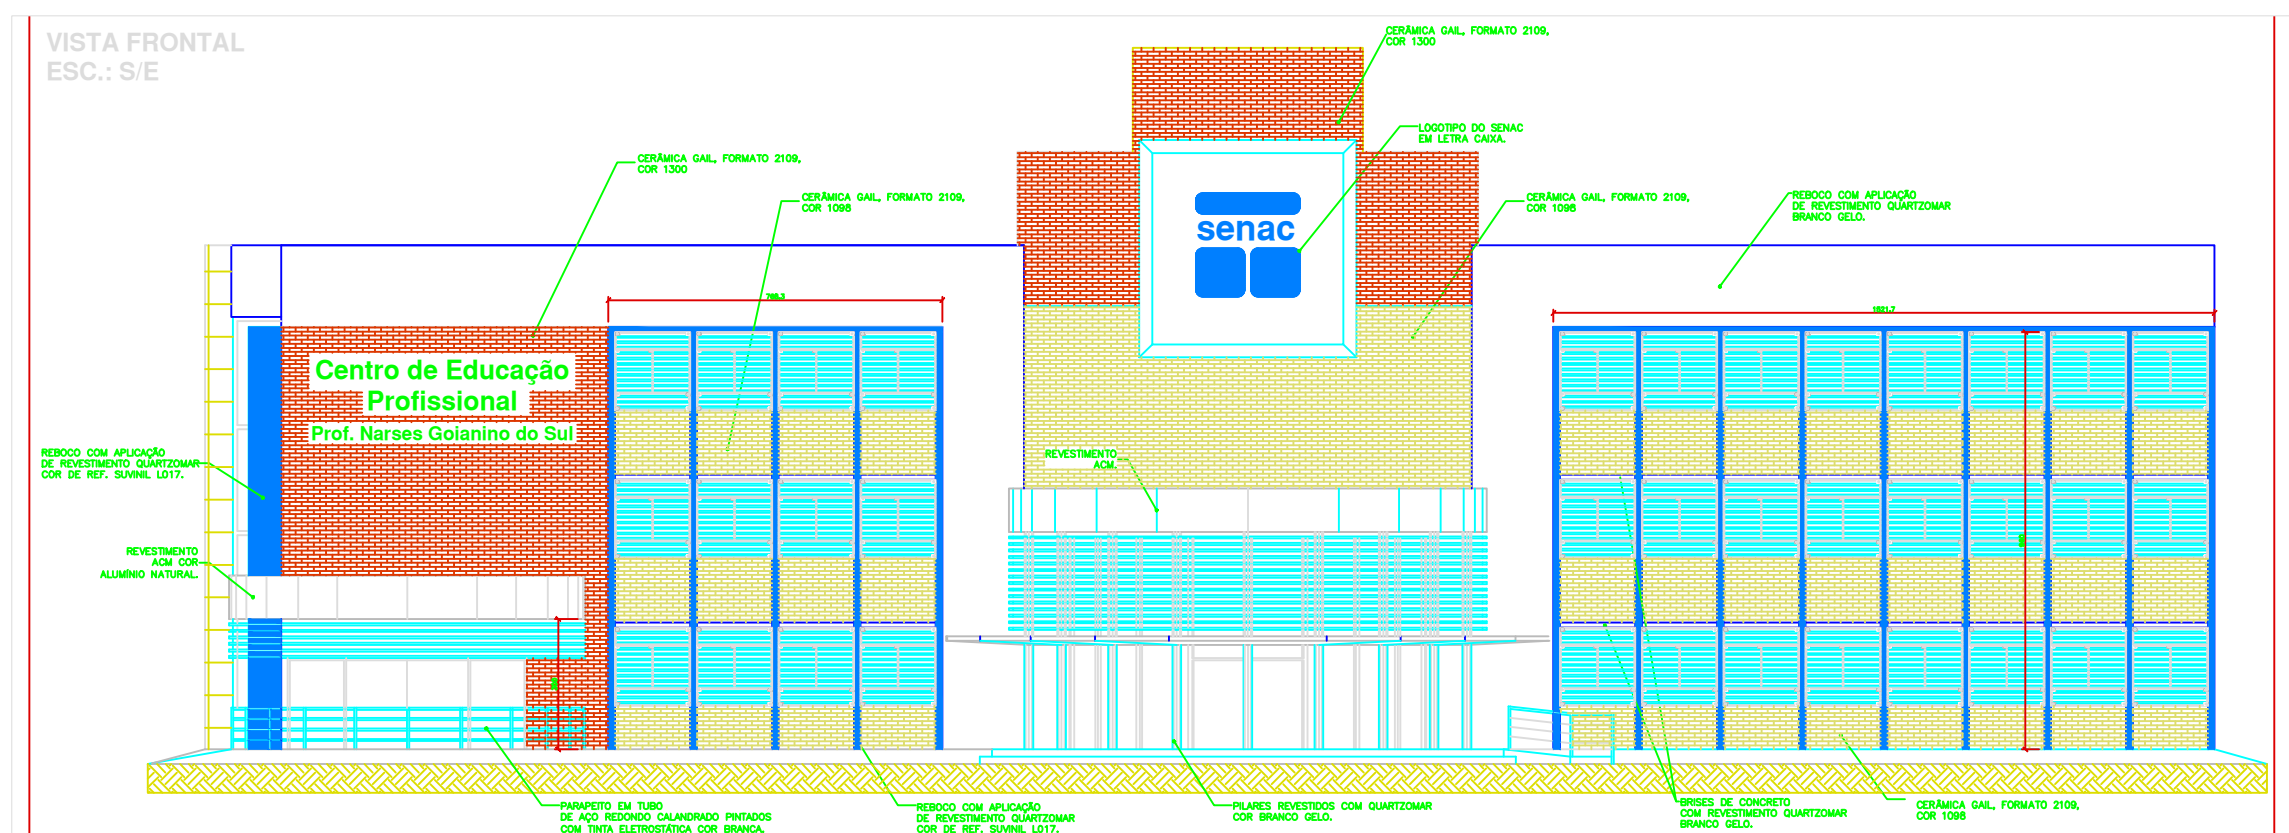 VISTA FRONTAL
ESC.: S/E
CERÂMICA GAIL, FORMATO 2109,
COR 1300
LOGOTIPO DO SENAC
EM LETRA CAIXA.
CERÂMICA GAIL, FORMATO 2109,
COR 1300
CERÂMICA GAIL, FORMATO 2109,
COR 1098
CERÂMICA GAIL, FORMATO 2109,
COR 1098
REBOCO COM APLICAÇÃO
DE REVESTIMENTO QUARTZOMAR
BRANCO GELO.
senac
1521.7
Centro de Educação
Profissional
Prof. Narses Goianino do Sul
REBOCO COM APLICAÇÃO
DE REVESTIMENTO QUARTZOMAR
COR DE REF. SUVINIL L017.
REVESTIMENTO
ACM.
REVESTIMENTO
ACM COR
ALUMÍNIO NATURAL.
PARAPEITO EM TUBO
DE AÇO REDONDO CALANDRADO PINTADOS
COM TINTA ELETROSTÁTICA COR BRANCA.
REBOCO COM APLICAÇÃO
DE REVESTIMENTO QUARTZOMAR
COR DE REF. SUVINIL L017.
PILARES REVESTIDOS COM QUARTZOMAR
COR BRANCO GELO.
BRISES DE CONCRETO
COM REVESTIMENTO QUARTZOMAR
BRANCO GELO.
CERÂMICA GAIL, FORMATO 2109,
COR 1098